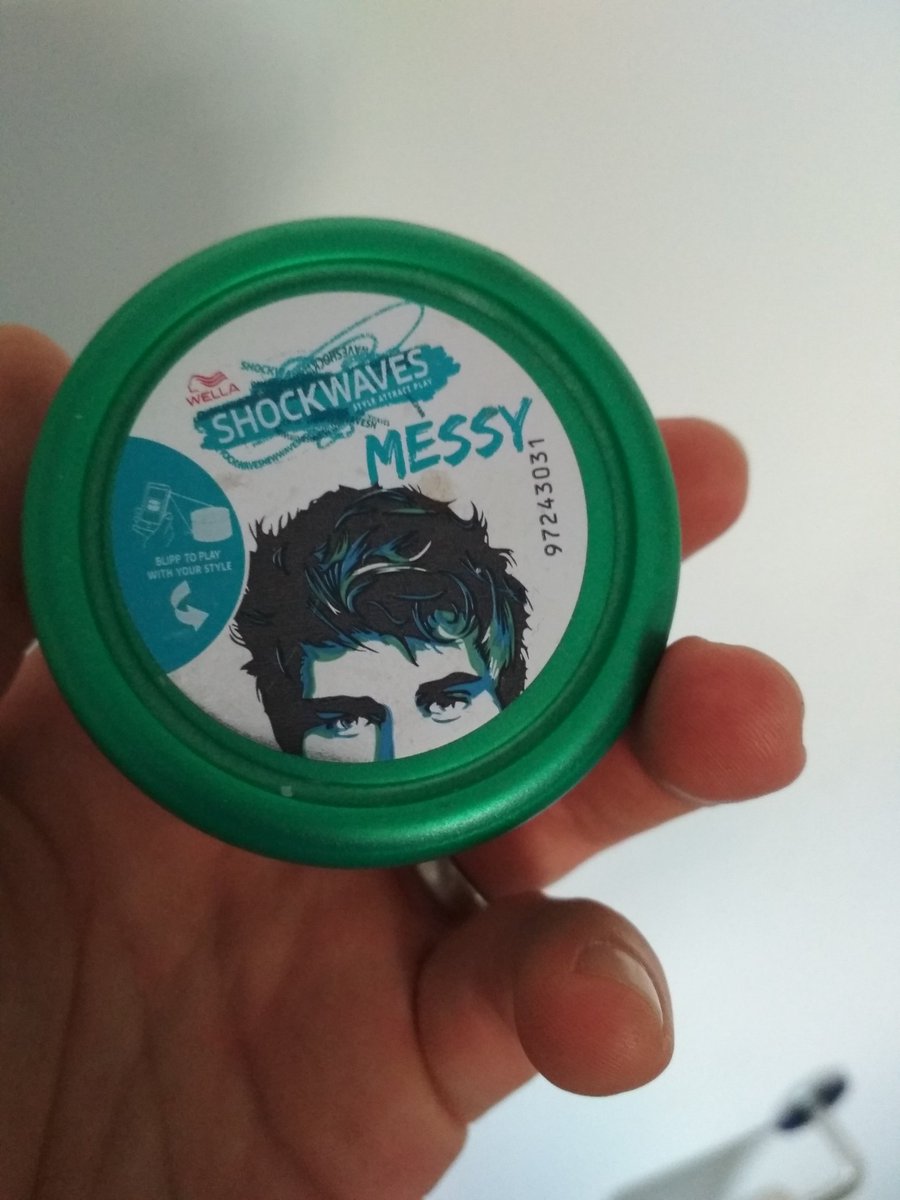 WELLA
SHOCKWAVES
STYLE ATTRACT PLAY
MESSY
97243031
BLIPP TO PLAY
WITH YOUR STYLE